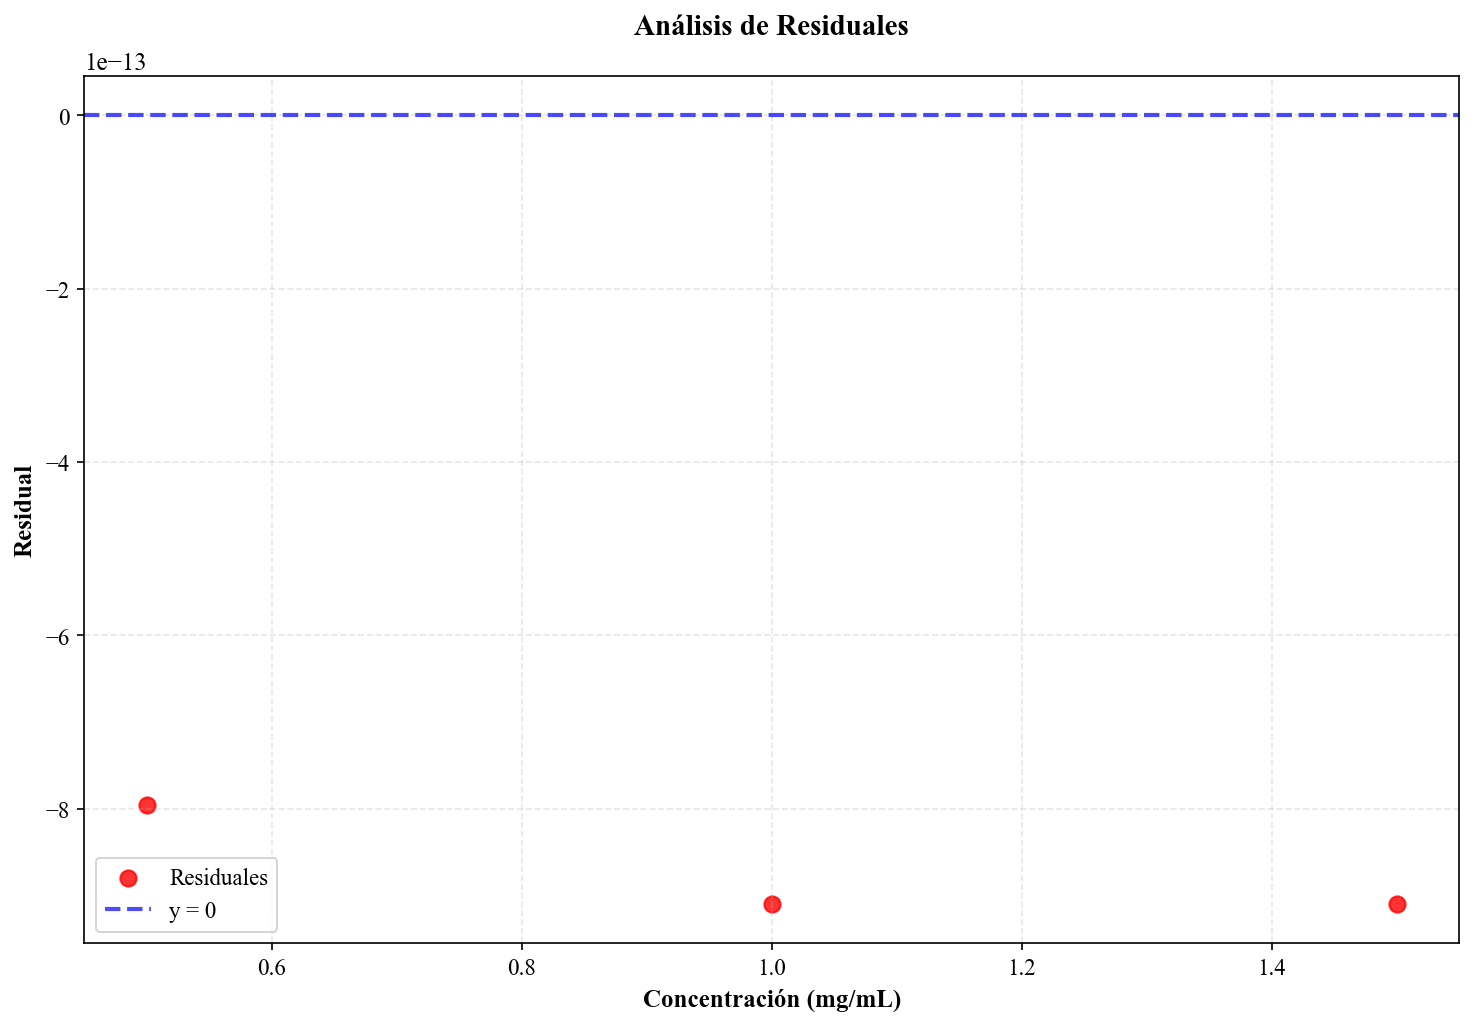 Análisis de Residuales
1e−13
0
−2
−4
−6
−8
Residual
Residuales
y = 0
0.6 0.8 1.0 1.2 1.4
Concentración (mg/mL)